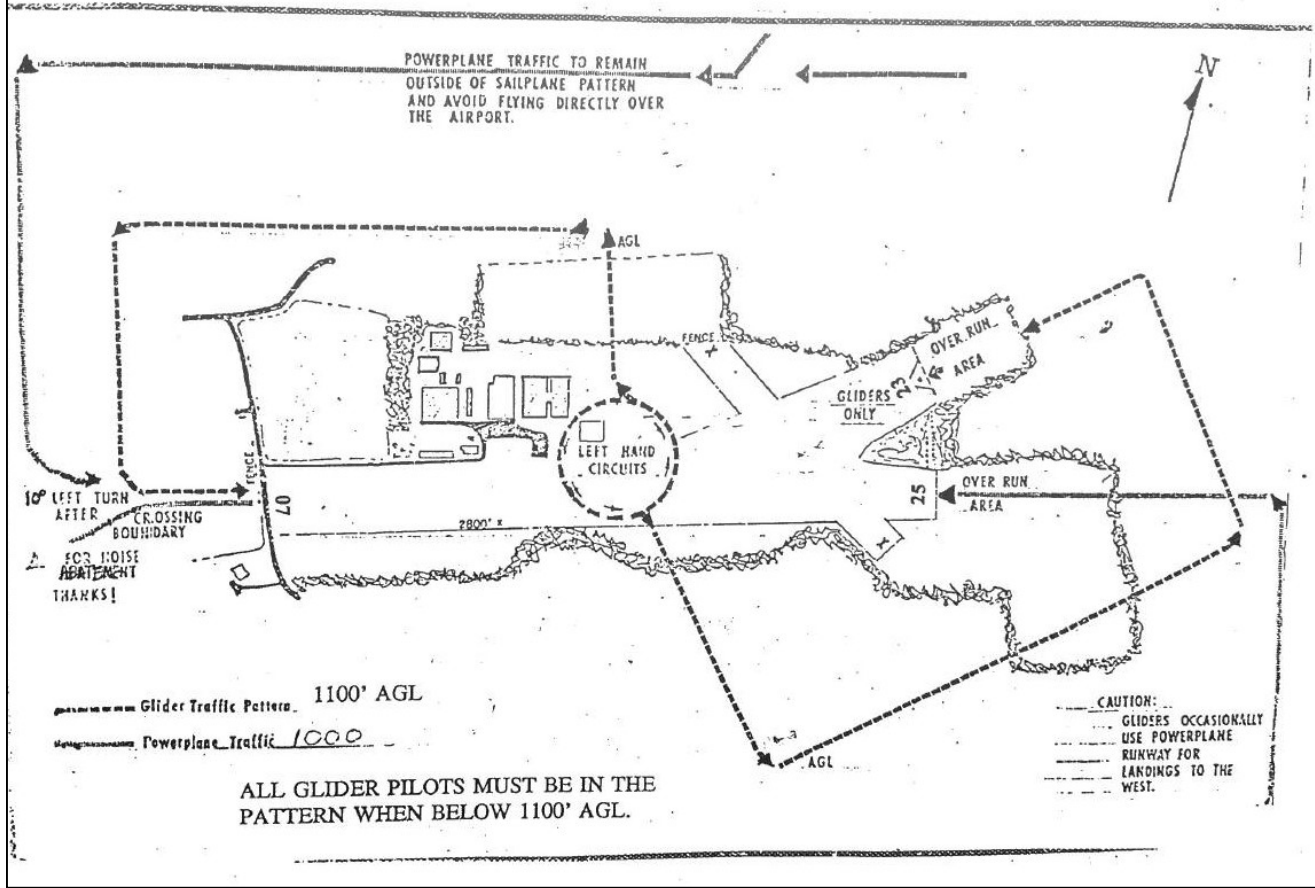 POWERPLANE TRAFFIC TO REMAIN
OUTSIDE OF SAILPLANE PATTERN
AND AVOID FLYING DIRECTLY OVER
THE AIRPORT.
N
AGL
FENCE
X
OVER RUN
AREA
23
GLIDERS
ONLY
LEFT HAND
CIRCUITS
FENCE
07
25
OVER RUN
AREA
10° LEFT TURN
AFTER
CROSSING
BOUNDARY
FOR NOISE
ABATEMENT
THANKS!
2800' X
X
AGL
Glider Traffic Pattern 1100' AGL
Powerplane Traffic 1000
ALL GLIDER PILOTS MUST BE IN THE
PATTERN WHEN BELOW 1100' AGL.
CAUTION:
GLIDERS OCCASIONALLY
USE POWERPLANE
RUNWAY FOR
LANDINGS TO THE
WEST.